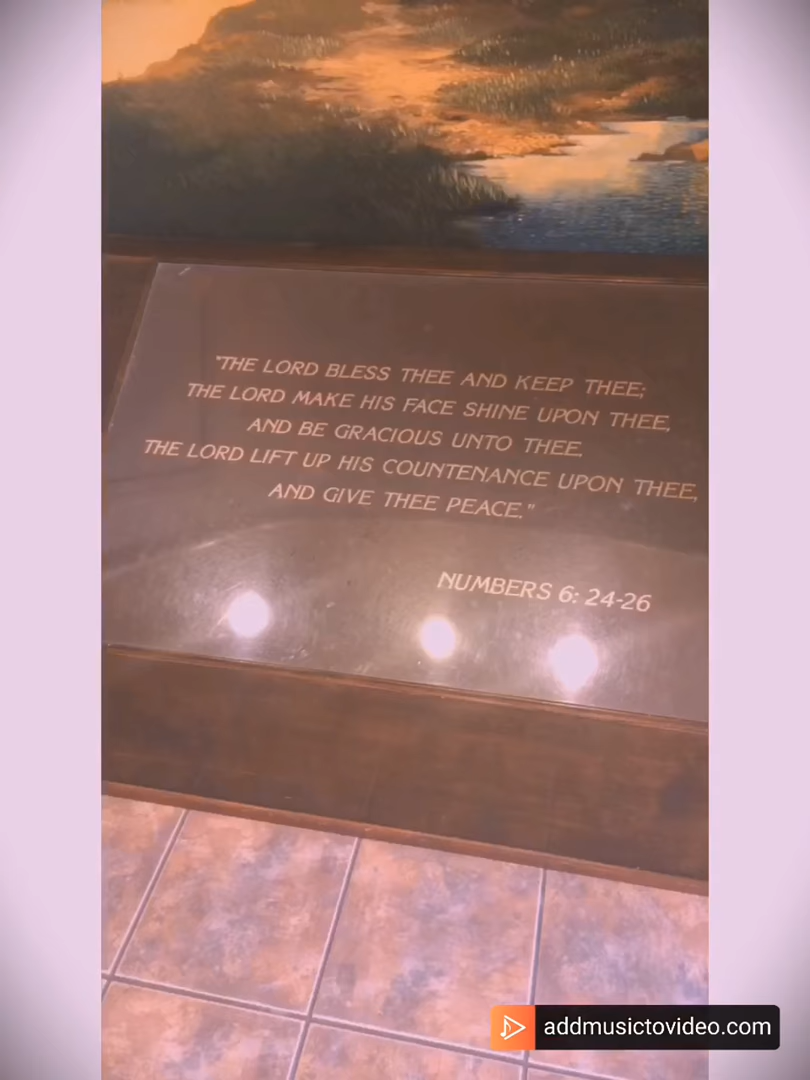 "THE LORD BLESS THEE AND KEEP THEE;
THE LORD MAKE HIS FACE SHINE UPON THEE,
AND BE GRACIOUS UNTO THEE.
THE LORD LIFT UP HIS COUNTENANCE UPON THEE,
AND GIVE THEE PEACE."
NUMBERS 6: 24-26
addmusictovideo.com